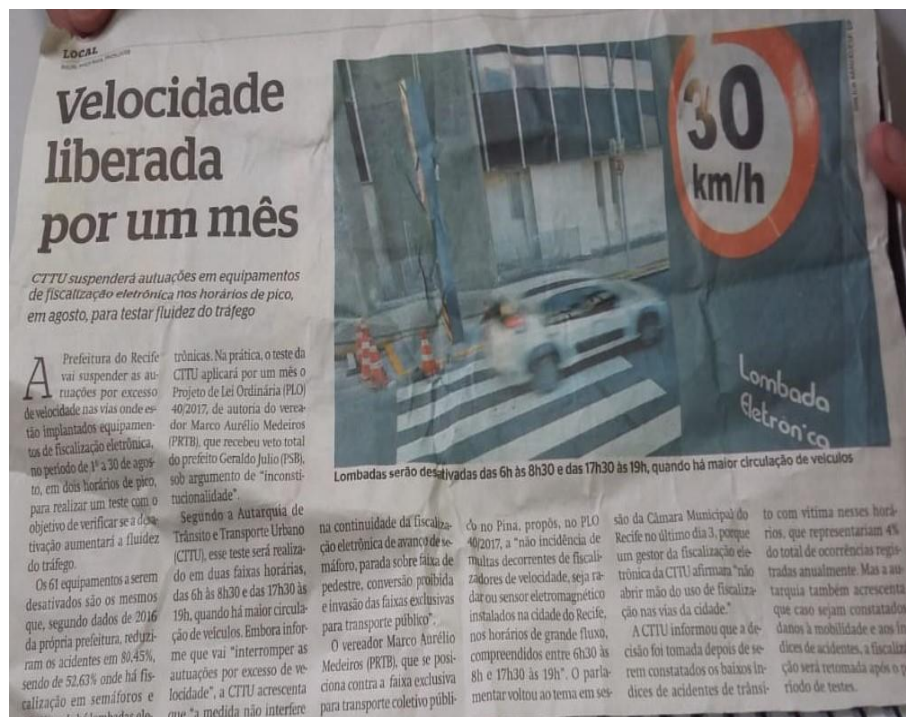 LOCAL
Velocidade
liberada
por um mês
CTTU suspenderá autuações em equipamentos
de fiscalização eletrônica nos horários de pico,
em agosto, para testar fluidez do tráfego
30
km/h
Lombada
Eletrônica
Lombadas serão desativadas das 6h às 8h30 e das 17h30 às 19h, quando há maior circulação de veículos
A Prefeitura do Recife
vai suspender as au-
tuações por excesso
de velocidade nas vias onde es-
tão implantados equipamen-
tos de fiscalização eletrônica,
no período de 1º a 30 de agos-
to, em dois horários de pico,
para realizar um teste com o
objetivo de verificar se a desa-
tivação aumentará a fluidez
do tráfego.
Os 61 equipamentos a serem
desativados são os mesmos
que, segundo dados de 2016
da própria prefeitura, reduzi-
ram os acidentes em 80,45%,
sendo de 52,63% onde há fis-
calização em semáforos e
trônicas. Na prática, o teste da
CTTU aplicará por um mês o
Projeto de Lei Ordinária (PLO)
40/2017, de autoria do verea-
dor Marco Aurélio Medeiros
(PRTB), que recebeu veto total
do prefeito Geraldo Julio (PSB),
sob argumento de "inconsti-
tucionalidade".
Segundo a Autarquia de
Trânsito e Transporte Urbano
(CTTU), esse teste será realiza-
do em duas faixas horárias,
das 6h às 8h30 e das 17h30 às
19h, quando há maior circula-
ção de veículos. Embora infor-
me que vai "interromper as
autuações por excesso de ve-
locidade", a CTTU acrescenta
que "a medida não interfere
na continuidade da fiscaliza-
ção eletrônica de avanço de se-
máforo, parada sobre faixa de
pedestre, conversão proibida
e invasão das faixas exclusivas
para transporte público".
O vereador Marco Aurélio
Medeiros (PRTB), que se posi-
ciona contra a faixa exclusiva
para transporte coletivo públi-
co no Pina, propôs, no PLO
40/2017, a "não incidência de
multas decorrentes de fiscali-
zadores de velocidade, seja ra-
dar ou sensor eletromagnético
instalados na cidade do Recife,
nos horários de grande fluxo,
compreendidos entre 6h30 às
8h e 17h30 às 19h". O parla-
mentar voltou ao tema em ses-
são da Câmara Municipal do
Recife no último dia 3, porque
um gestor da fiscalização ele-
trônica da CTTU afirmara "não
abrir mão do uso de fiscaliza-
ção nas vias da cidade."
A CTTU informou que a de-
cisão foi tomada depois de se-
rem constatados os baixos ín-
dices de acidentes de trânsi-
to com vítima nesses horá-
rios, que representariam 4%
do total de ocorrências regis-
tradas anualmente. Mas a au-
tarquia também acrescenta
que caso sejam constatados
danos à mobilidade e aos ín-
dices de acidentes, a fiscaliza-
ção será retomada após o
ríodo de testes.